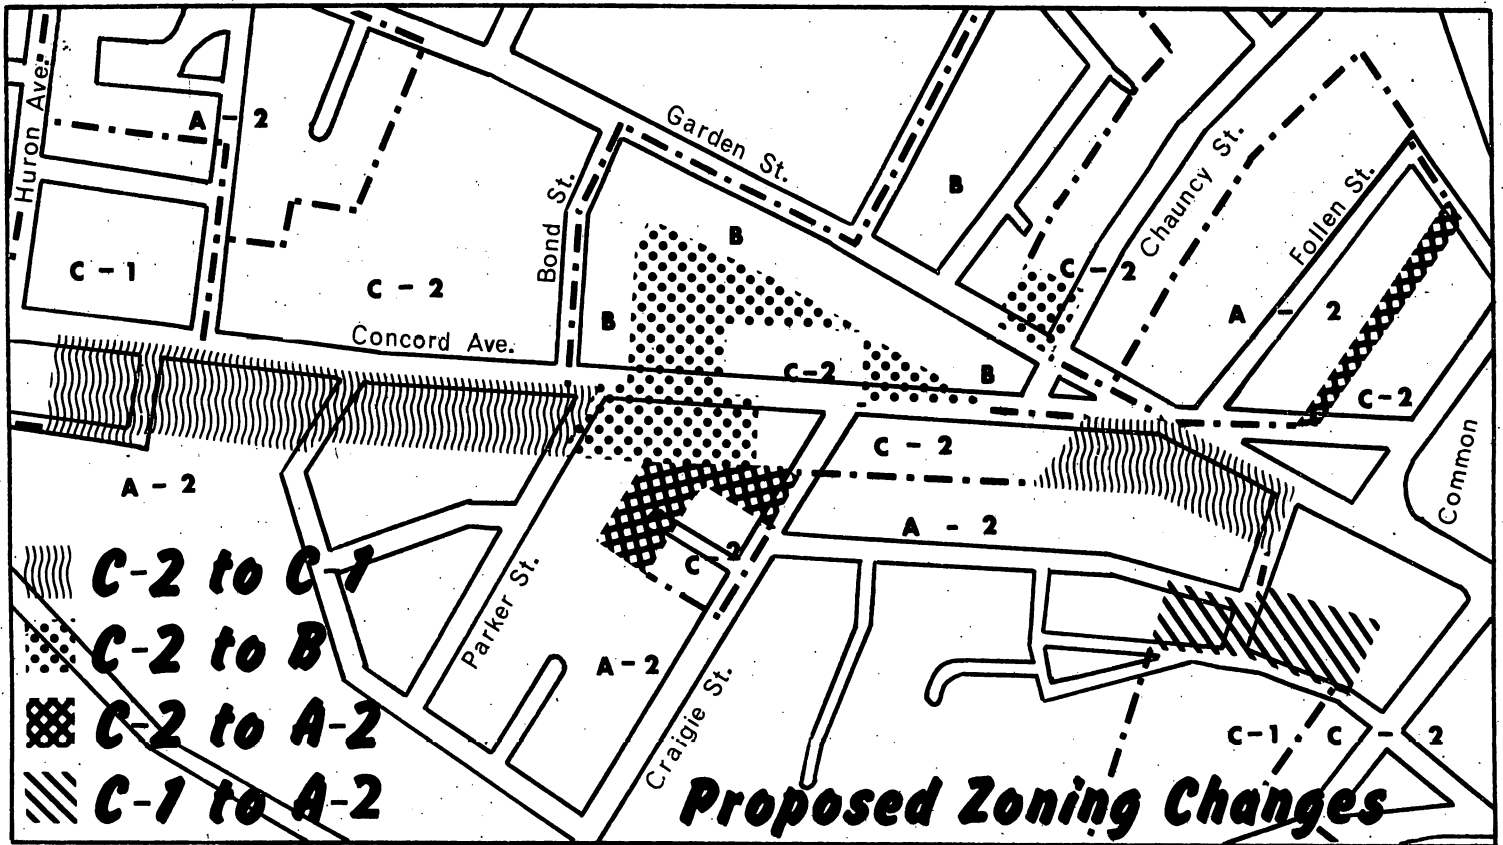 Huron Ave.
A - 2
Garden St.
B
Chauncy St.
Bond St.
Follen St.
B
C - 1
C - 2
C - 2
A - 2
B
Concord Ave.
C-2
B
C-2
C - 2
Common
A - 2
A - 2
C-2
Parker St.
A-2
Craigie St.
C-1
C - 2
C-2 to C-1
C-2 to B
C-2 to A-2
C-1 to A-2
Proposed Zoning Changes